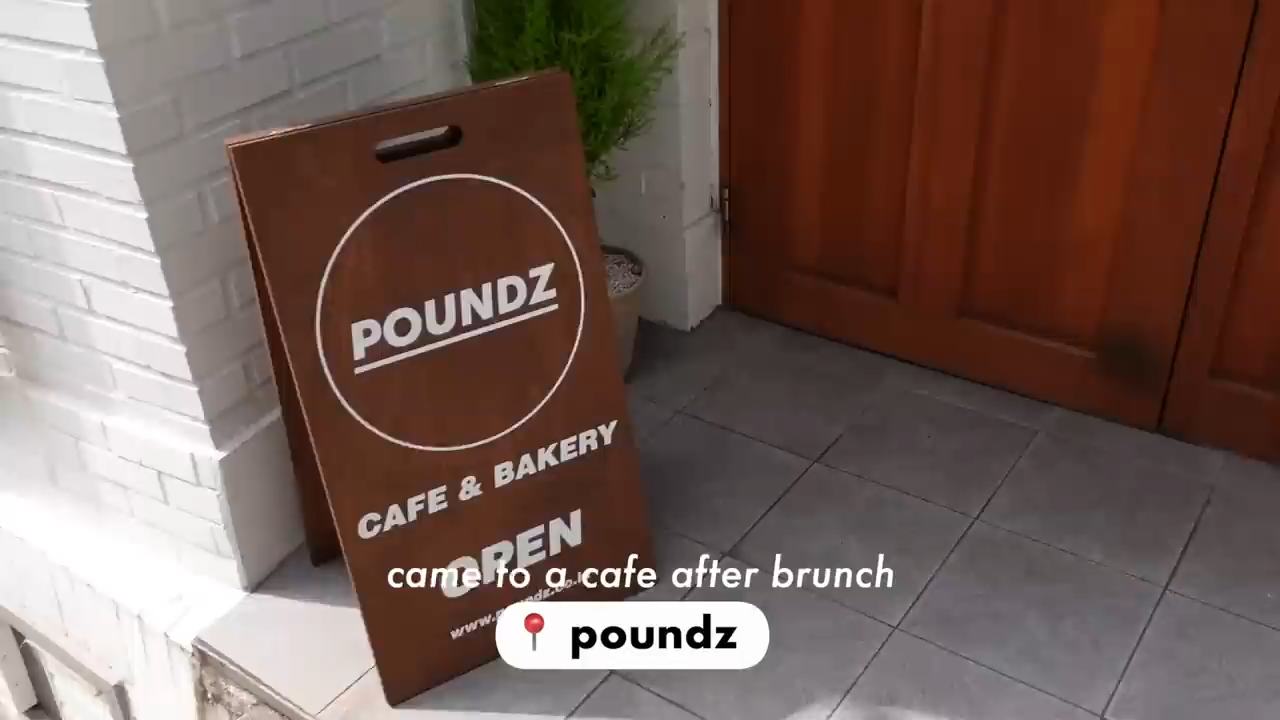 POUNDZ
CAFE & BAKERY
OPEN
came to a cafe after brunch
📍 poundz